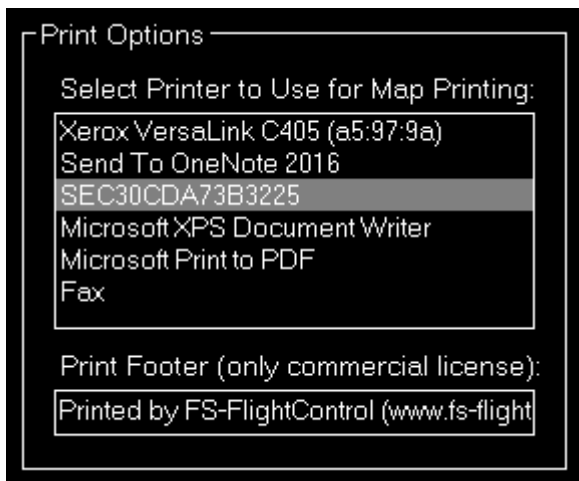 Print Options
Select Printer to Use for Map Printing:
Xerox VersaLink C405 (a5:97:9a)
Send To OneNote 2016
SEC30CDA73B3225
Microsoft XPS Document Writer
Microsoft Print to PDF
Fax
Print Footer (only commercial license):
Printed by FS-FlightControl (www.fs-flight